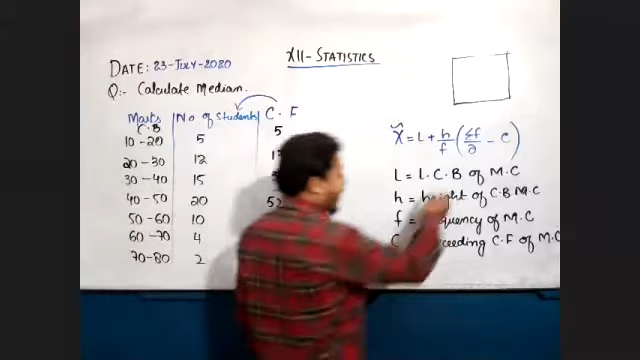 XII- STATISTICS
DATE: 23-JULY-2020
Q:- Calculate Median.
Marks No of Students C.F
C.B
10-20 5 5
20-30 12
30-40 15
40-50 20 52
50-60 10
60-70 4
70-80 2
X̃ = L + h/f (Σf/2 - C)
L = L.C.B of M.C
h = height of C.B M.C
f = of M.C
C.F of M.C